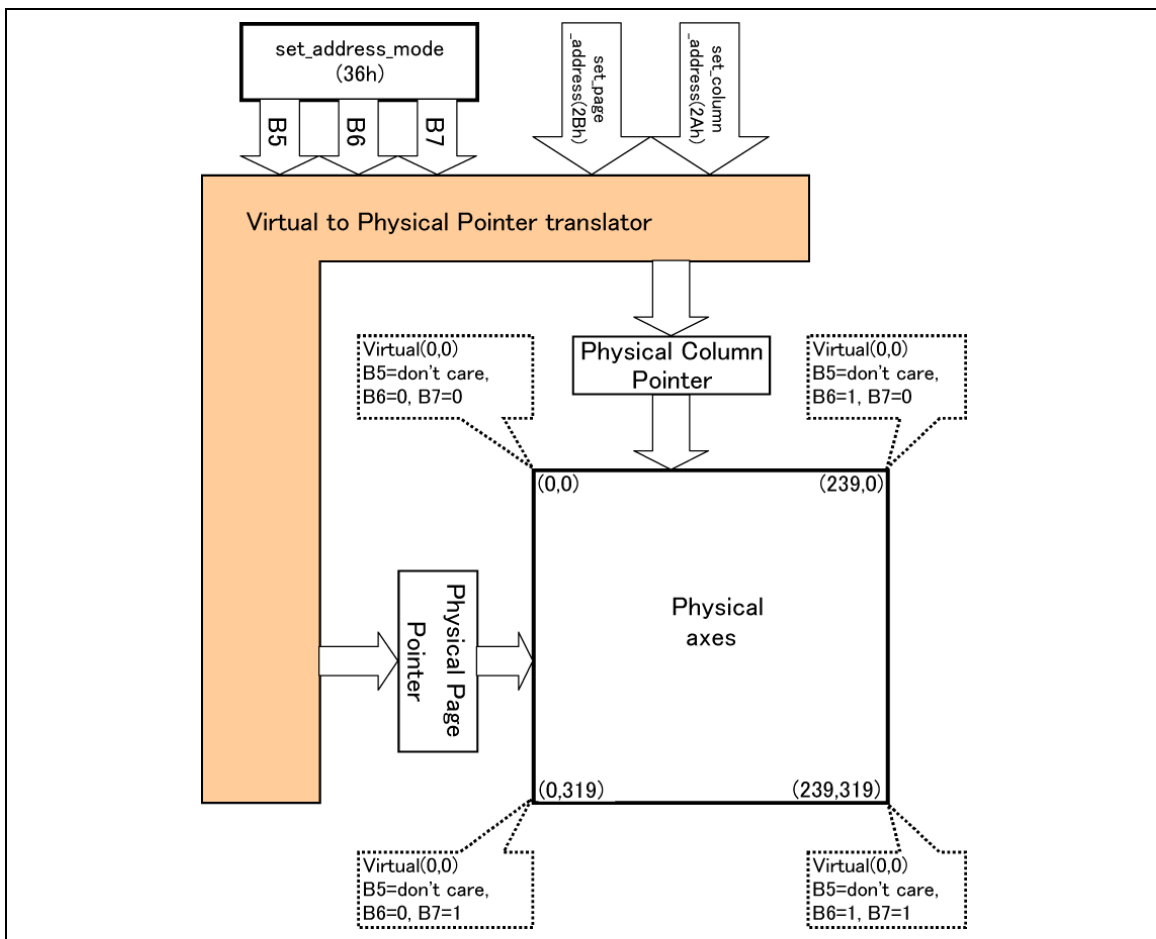 set_address_mode
(36h)
B5
B6
B7
set_page
_address(2Bh)
set_column
_address(2Ah)
Virtual to Physical Pointer translator
Physical Column
Pointer
Virtual(0,0)
B5=don't care,
B6=0, B7=0
Virtual(0,0)
B5=don't care,
B6=1, B7=0
(0,0)
(239,0)
Physical Page
Pointer
Physical
axes
(0,319)
(239,319)
Virtual(0,0)
B5=don't care,
B6=0, B7=1
Virtual(0,0)
B5=don't care,
B6=1, B7=1